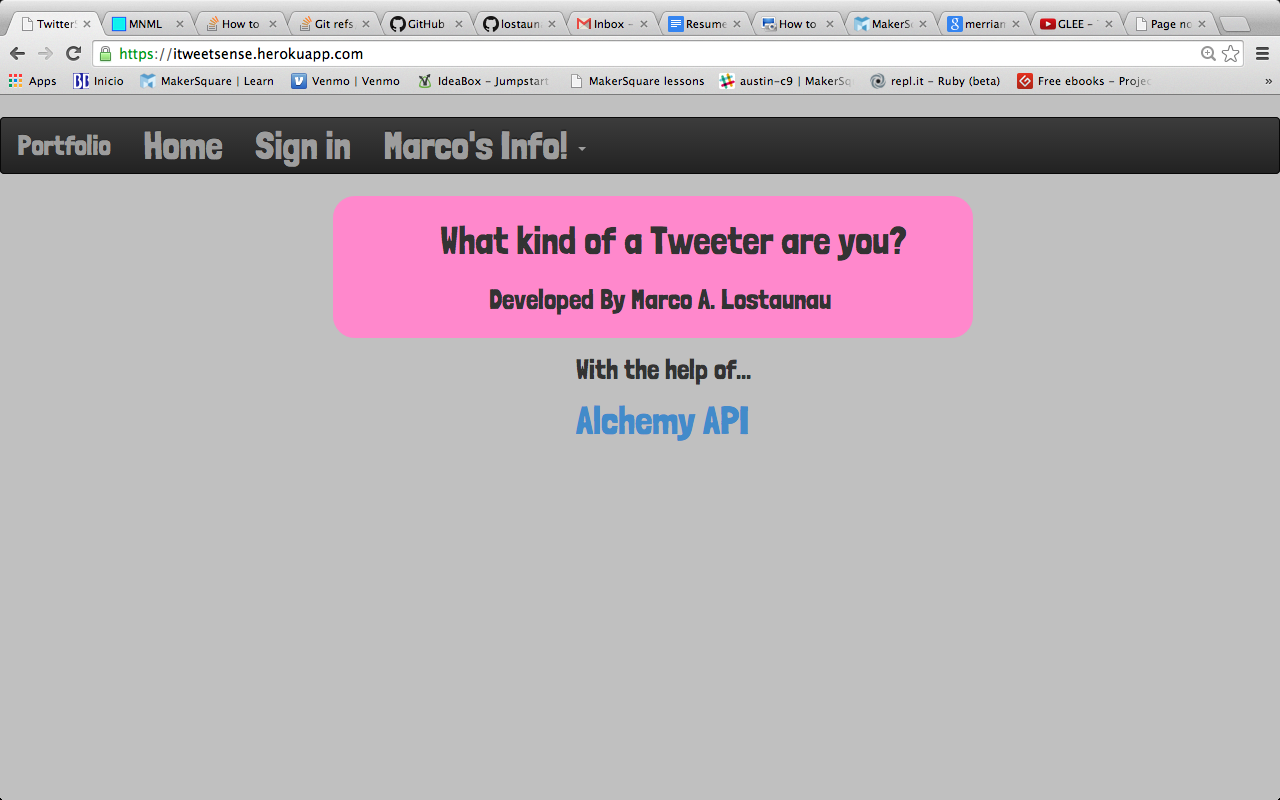 Twitter
MNML
How to
Git refs
GitHub
lostaun
Inbox –
Resume
How to
MakerS
merrian
GLEE –
Page no
https://itweetsense.herokuapp.com
Apps
Inicio
MakerSquare | Learn
Venmo | Venmo
IdeaBox – Jumpstart
MakerSquare lessons
austin-c9 | MakerSq
repl.it – Ruby (beta)
Free ebooks – Projec
»
Portfolio
Home
Sign in
Marco's Info!
What kind of a Tweeter are you?
Developed By Marco A. Lostaunau
With the help of...
Alchemy API